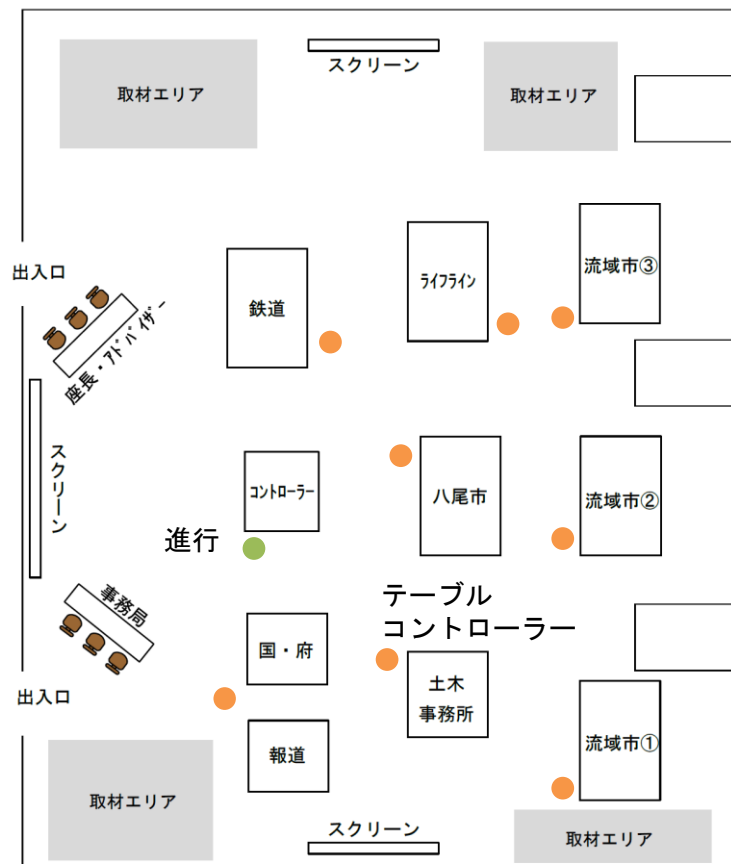 スクリーン
取材エリア
取材エリア
流域市③
ライフライン
出入口
鉄道
座長・アドバイザー
スクリーン
コントローラー
八尾市
流域市②
進行
テーブル
コントローラー
事務局
国・府
土木
事務所
出入口
流域市①
報道
取材エリア
スクリーン
取材エリア